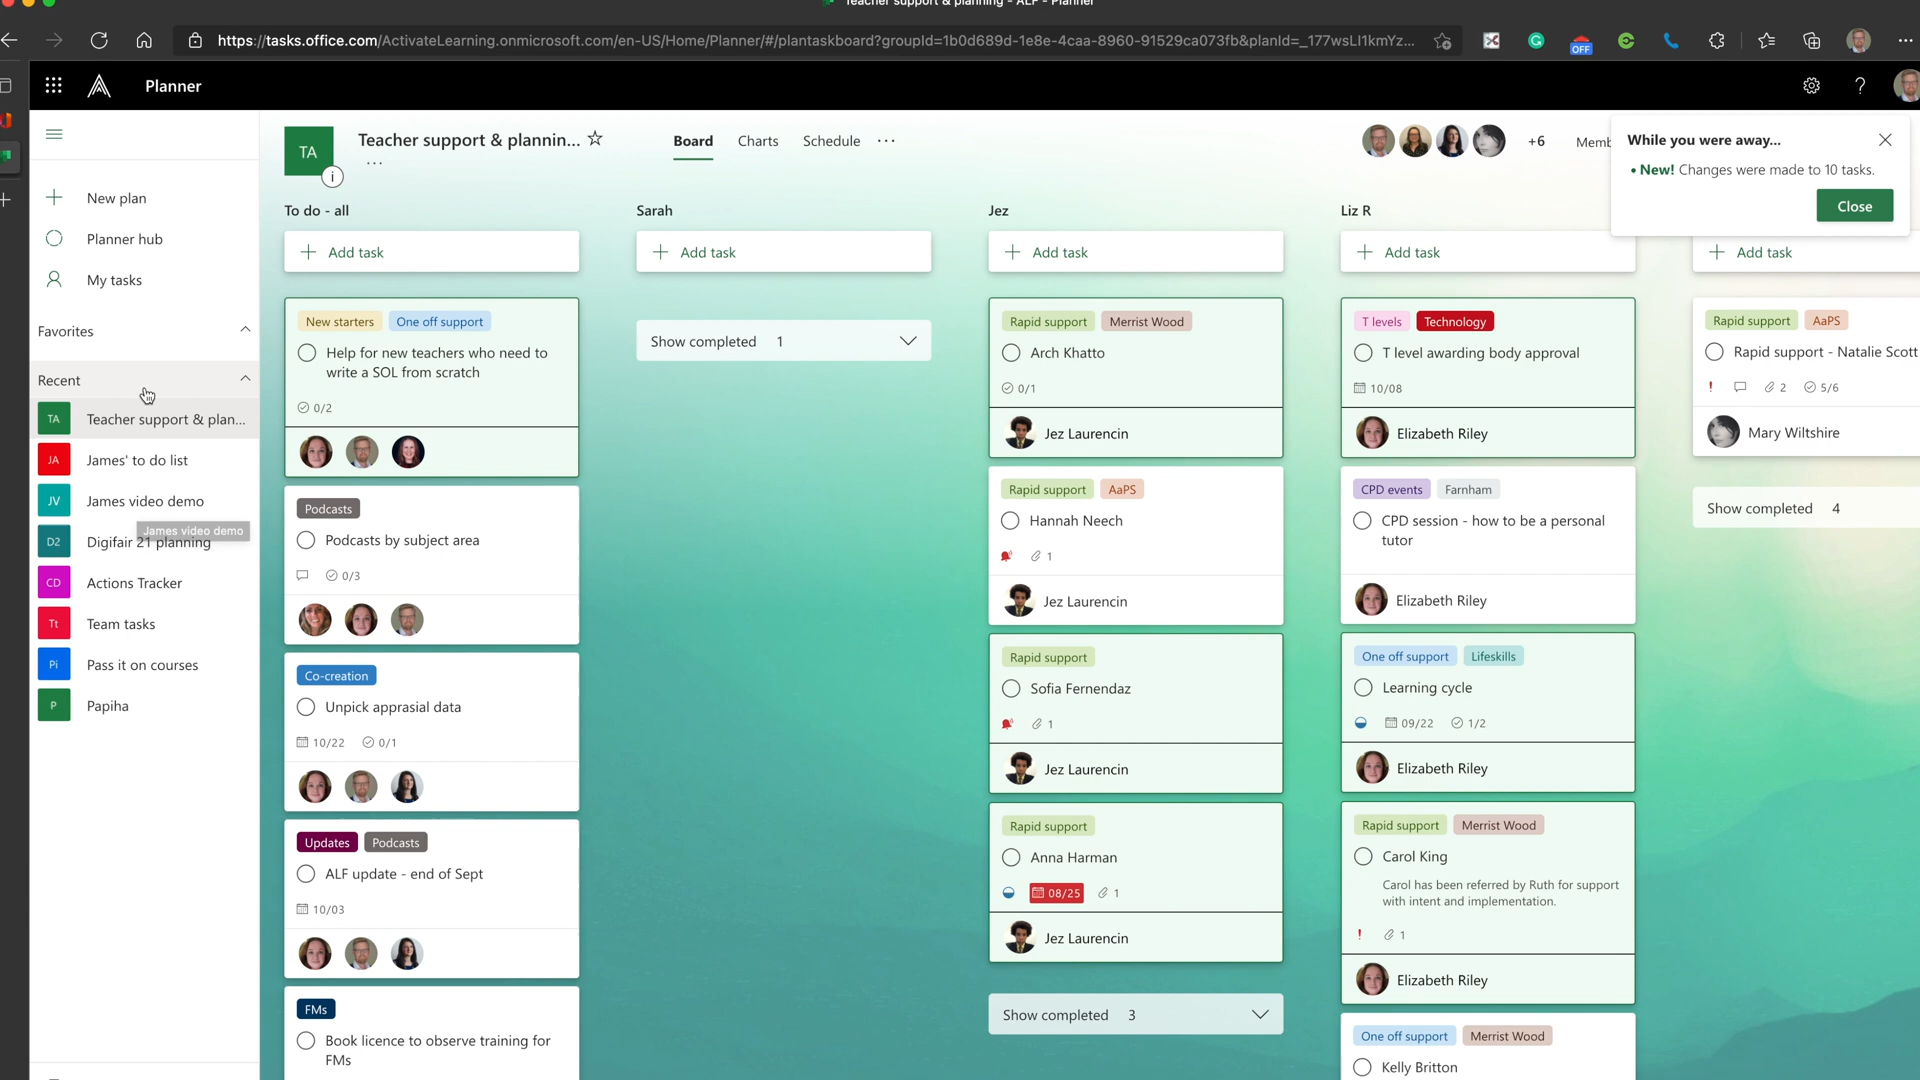 Teacher support & planning - ALF - Planner
https://tasks.office.com/ActivateLearning.onmicrosoft.com/en-US/Home/Planner/#/plantaskboard?groupId=1b0d689d-1e8e-4caa-8960-91529ca073fb&planId=_177wsLI1kmYz...
OFF
Planner
TA
i
Teacher support & plannin...
...
Board
Charts
Schedule
...
+6
Memb
While you were away...
• New! Changes were made to 10 tasks.
Close
New plan
Planner hub
My tasks
Favorites
Recent
TA Teacher support & plan...
JA James' to do list
JV James video demo
James video demo
D2 Digifair 21 planning
CD Actions Tracker
Tt Team tasks
Pi Pass it on courses
P Papiha
To do - all
Add task
New starters One off support
Help for new teachers who need to
write a SOL from scratch
0/2
Podcasts
Podcasts by subject area
0/3
Co-creation
Unpick apprasial data
10/22 0/1
Updates Podcasts
ALF update - end of Sept
10/03
FMs
Book licence to observe training for
FMs
Sarah
Add task
Show completed 1
Jez
Add task
Rapid support Merrist Wood
Arch Khatto
0/1
Jez Laurencin
Rapid support AaPS
Hannah Neech
1
Jez Laurencin
Rapid support
Sofia Fernendaz
1
Jez Laurencin
Rapid support
Anna Harman
08/25 1
Jez Laurencin
Show completed 3
Liz R
Add task
T levels Technology
T level awarding body approval
10/08
Elizabeth Riley
CPD events Farnham
CPD session - how to be a personal
tutor
Elizabeth Riley
One off support Lifeskills
Learning cycle
09/22 1/2
Elizabeth Riley
Rapid support Merrist Wood
Carol King
Carol has been referred by Ruth for support
with intent and implementation.
! 1
Elizabeth Riley
One off support Merrist Wood
Kelly Britton
Add task
Rapid support AaPS
Rapid support - Natalie Scott
! 2 5/6
Mary Wiltshire
Show completed 4